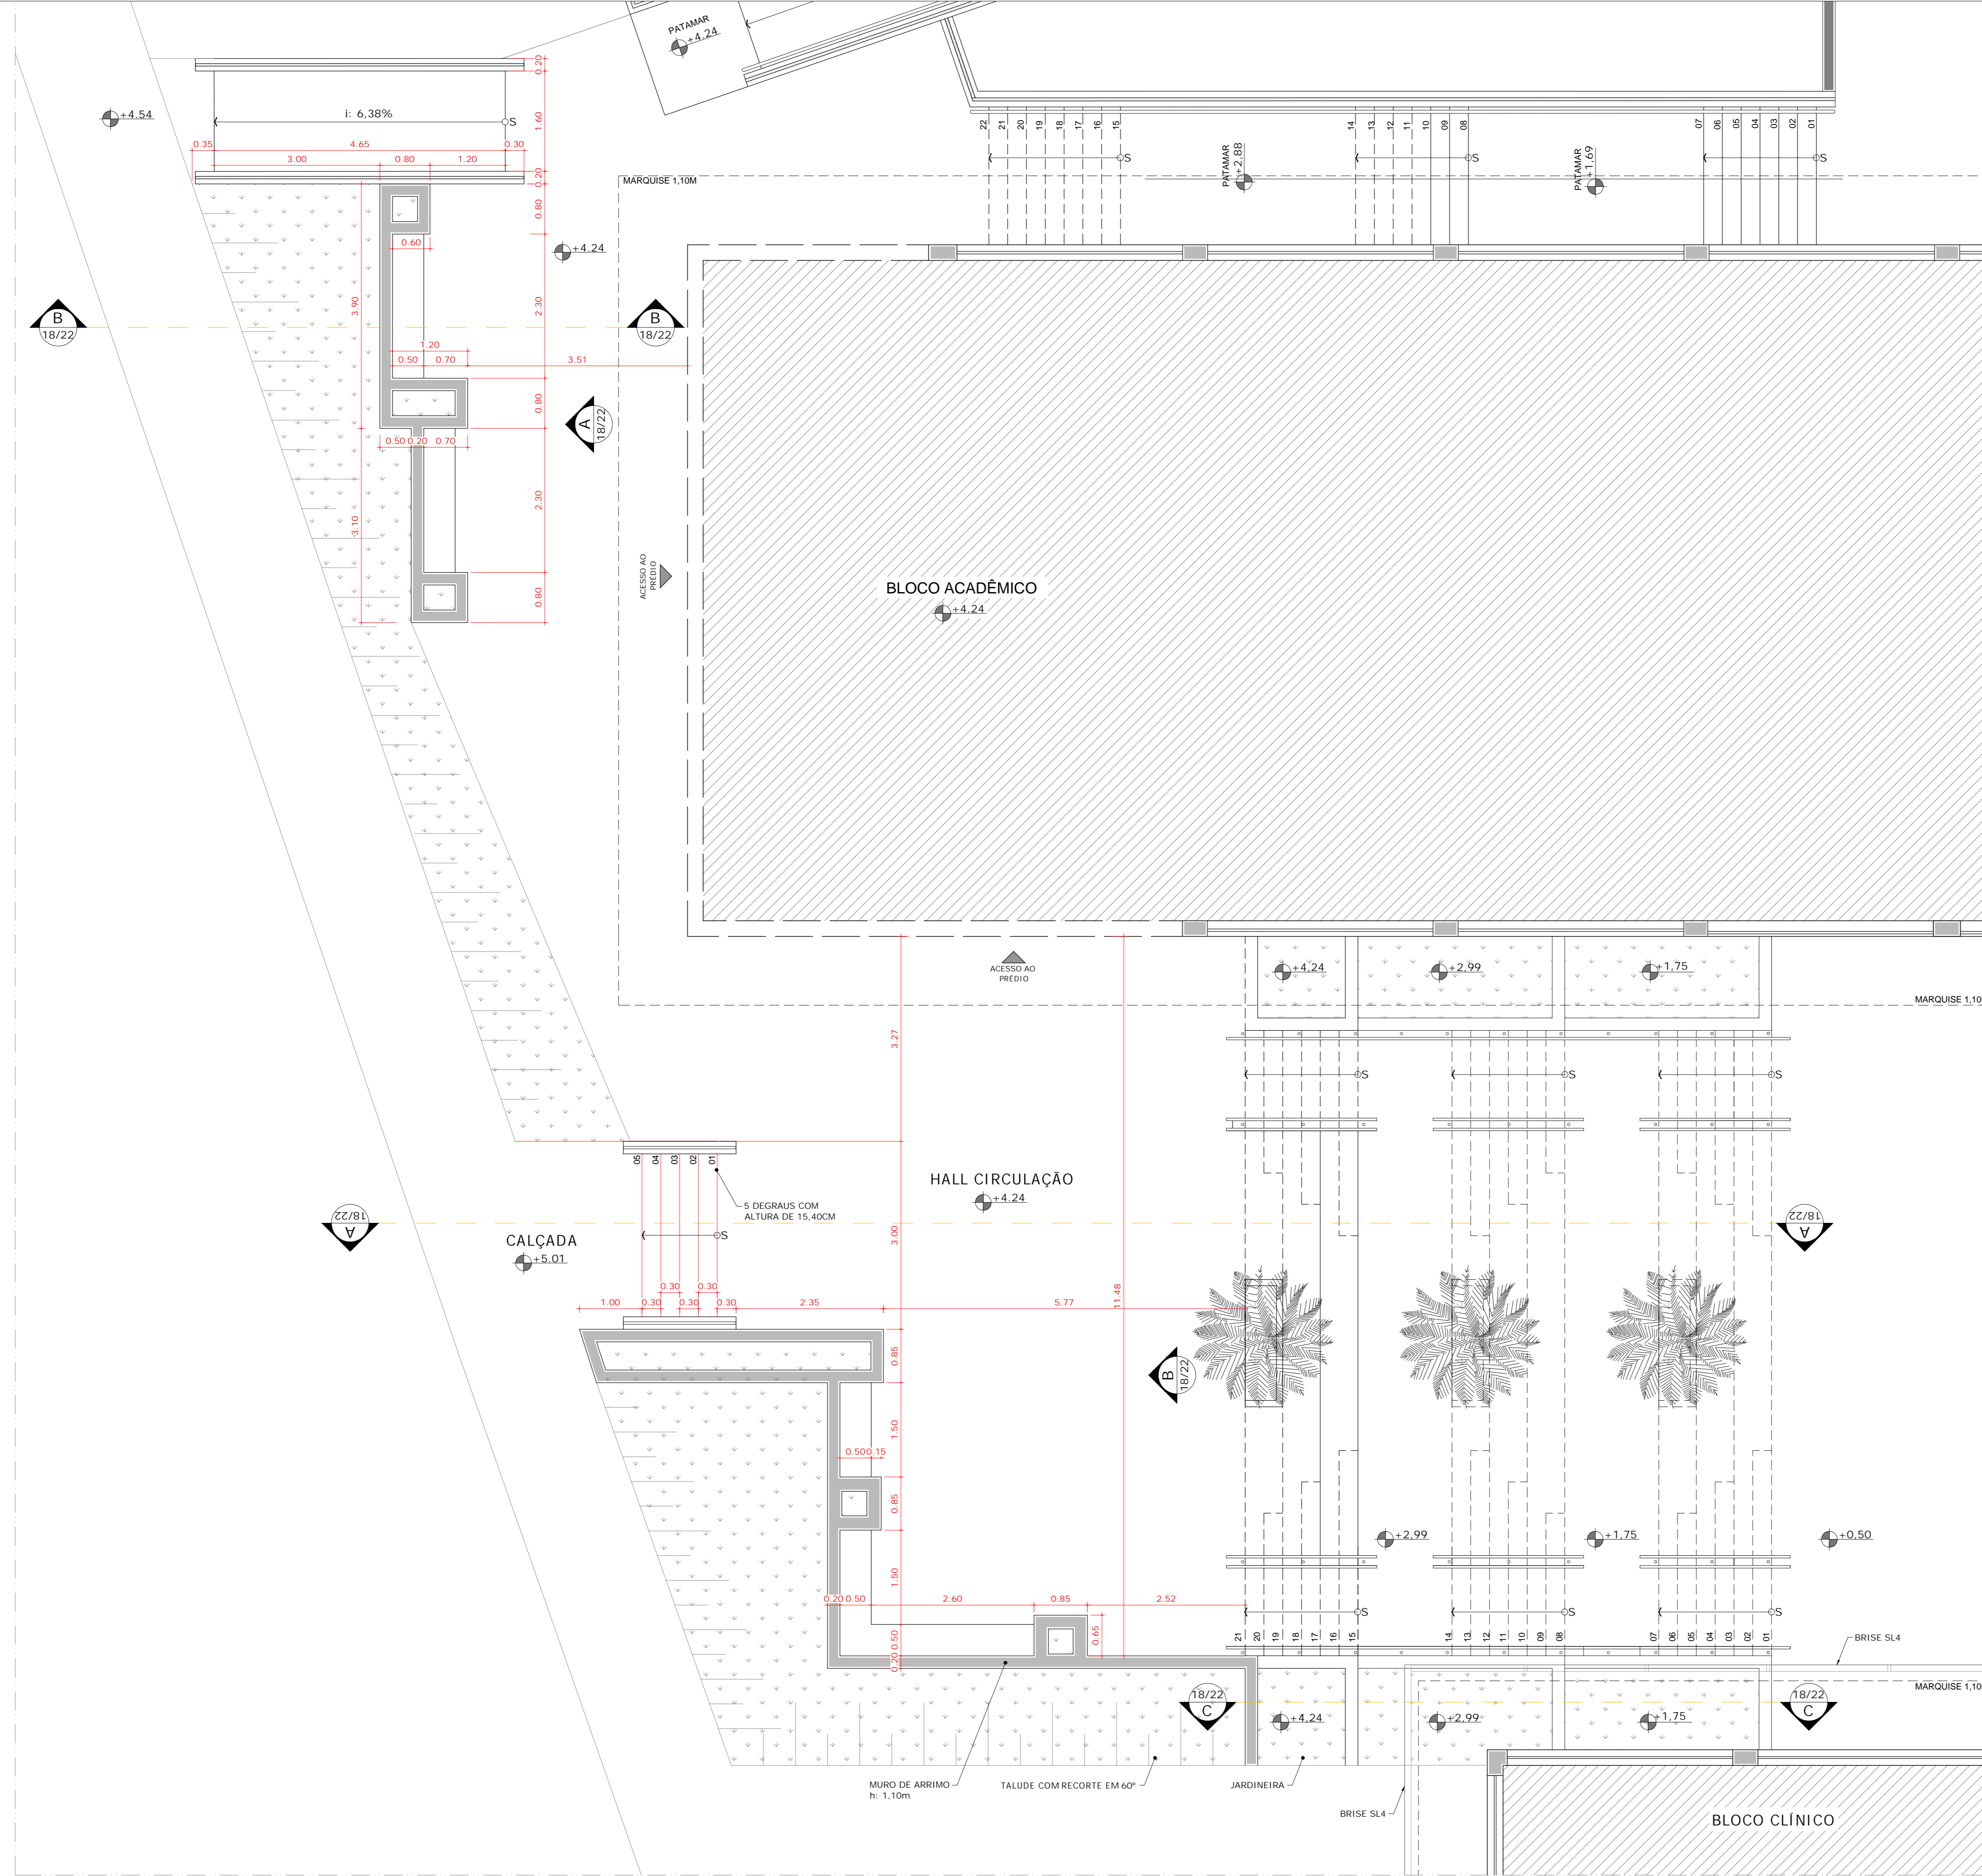 PATAMAR
+4.24
+4.54
i: 6,38%
S
0.20
0.20
1.60
0.35
4.65
0.30
3.00
0.80
1.20
0.20
0.80
MARQUISE 1,10M
22
21
20
19
18
17
16
15
S
PATAMAR
+2,88
14
13
12
11
10
09
08
S
PATAMAR
+1,69
07
06
05
04
03
02
01
S
0.60
+4.24
3.90
2.30
B
18/22
B
18/22
1.20
0.50
0.70
3.51
0.80
A
18/22
0.50
0.20
0.70
2.30
3.10
0.80
ACESSO AO
PRÉDIO
BLOCO ACADÊMICO
+4.24
ACESSO AO
PRÉDIO
+4,24
+2,99
+1,75
MARQUISE 1,10
3.27
S
S
S
05
04
03
02
01
5 DEGRAUS COM
ALTURA DE 15,40CM
HALL CIRCULAÇÃO
+4.24
A
18/22
CALÇADA
+5.01
S
3.00
A
18/22
0.30
0.30
1.00
0.30
0.30
0.30
2.35
5.77
11.48
0.85
B
18/22
1.50
0.50
0.15
0.85
1.50
+2,99
+1,75
+0,50
0.20
0.50
2.60
0.85
2.52
0.65
0.50
0.20
S
S
S
21
20
19
18
17
16
15
14
13
12
11
10
09
08
07
06
05
04
03
02
01
BRISE SL4
MARQUISE 1,10
18/22
C
18/22
C
+4,24
+2,99
+1,75
MURO DE ARRIMO
h: 1,10m
TALUDE COM RECORTE EM 60º
JARDINEIRA
BRISE SL4
BLOCO CLÍNICO